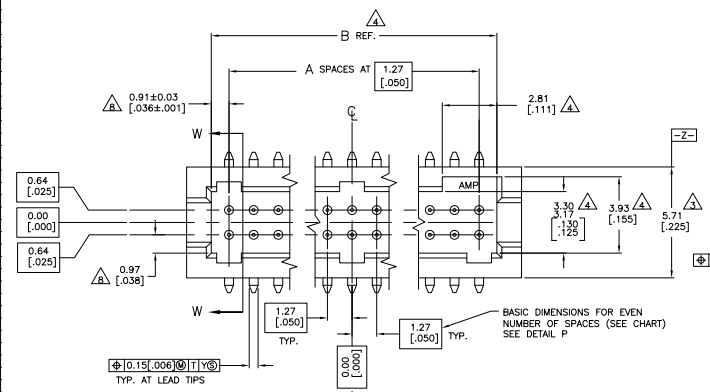 4
B REF.
A SPACES AT 1.27
[.050]
8 0.91±0.03
[.036±.001]
2.81
[.111] 4
W
℄
-Z-
AMP
0.64
[.025]
0.00
[.000]
0.64
[.025]
3.30 4
3.17
.130
.125
3.93 4
[.155]
3
5.71
[.225]
8 0.97
[.038]
⌖
W
1.27
[.050]
TYP.
1.27
[.050] TYP.
BASIC DIMENSIONS FOR EVEN
NUMBER OF SPACES (SEE CHART)
SEE DETAIL P
0.00
[.000]
⌖ 0.15[.006]Ⓜ T YⓈ
TYP. AT LEAD TIPS